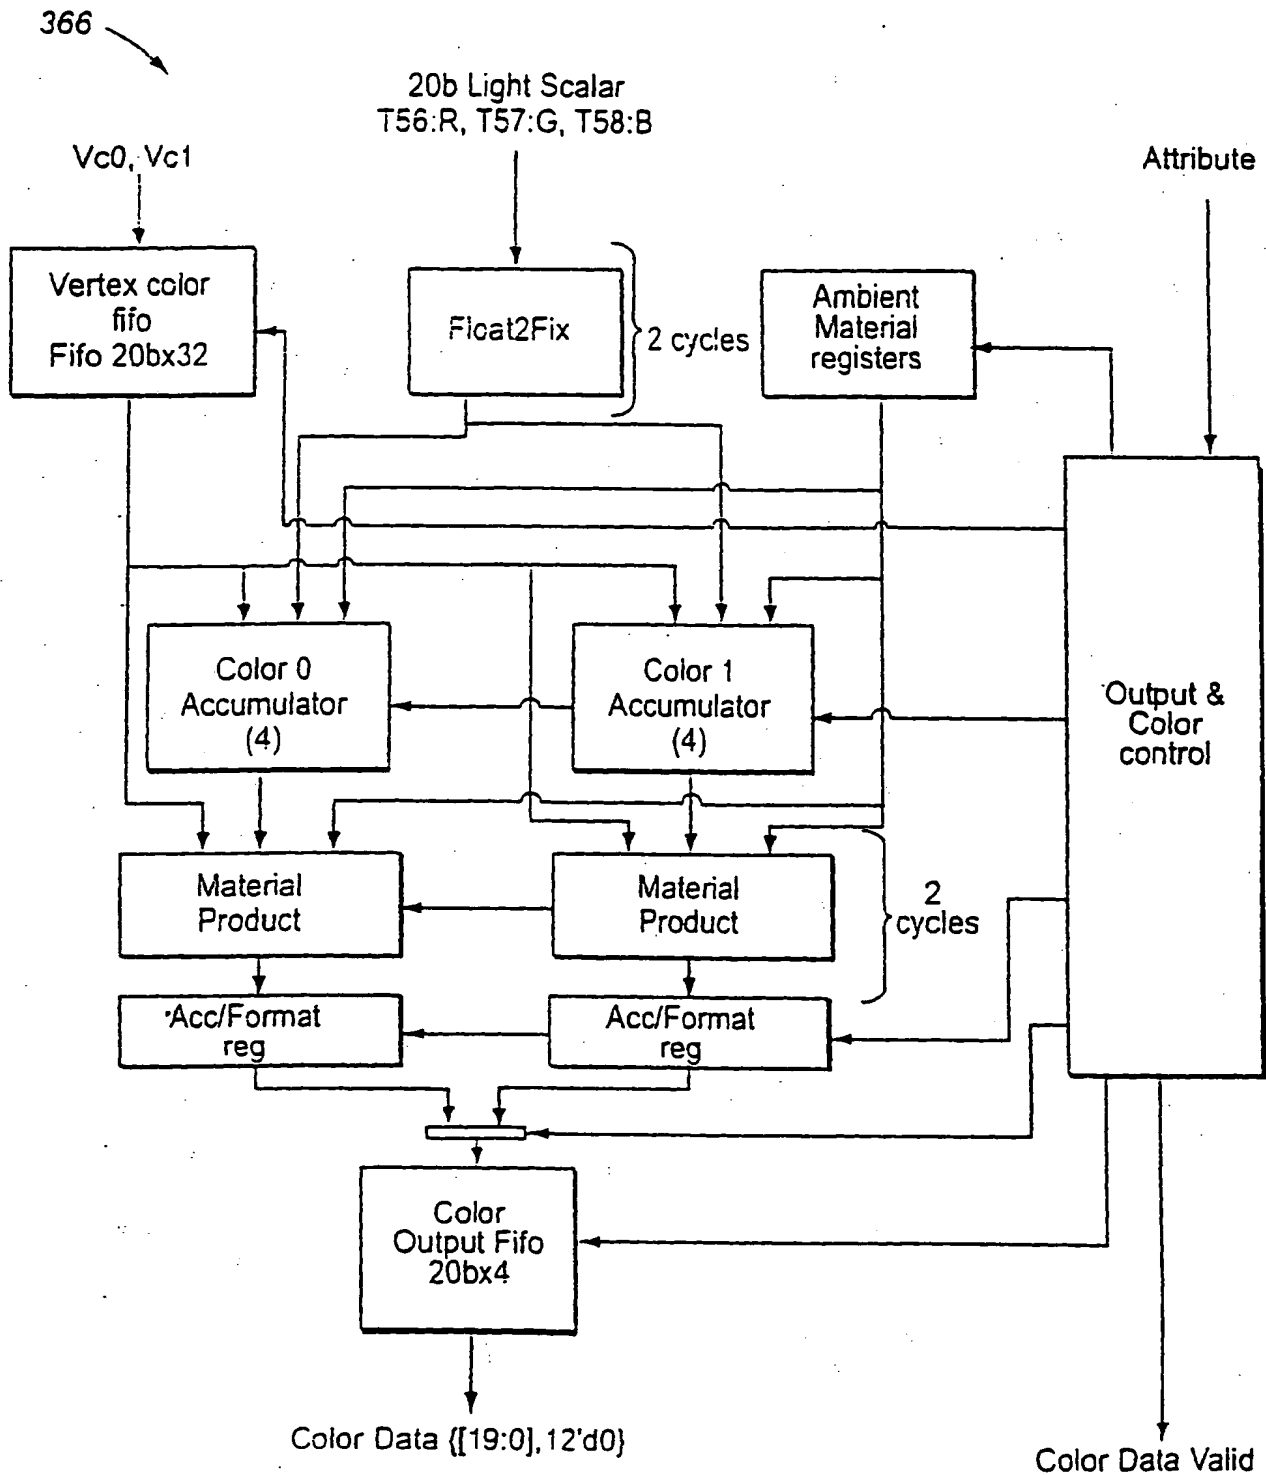 366
20b Light Scalar
T56:R, T57:G, T58:B
Vc0, Vc1
Attribute
Vertex color
fifo
Fifo 20bx32
Float2Fix
2 cycles
Ambient
Material
registers
Color 0
Accumulator
(4)
Color 1
Accumulator
(4)
Output &
Color
control
Material
Product
Material
Product
2
cycles
Acc/Format
reg
Acc/Format
reg
Color
Output Fifo
20bx4
Color Data {[19:0],12'd0}
Color Data Valid